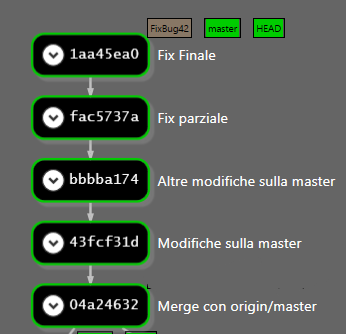 FixBug42 master HEAD
1aa45ea0 Fix Finale
fac5737a Fix parziale
bbbba174 Altre modifiche sulla master
43fcf31d Modifiche sulla master
04a24632 Merge con origin/master